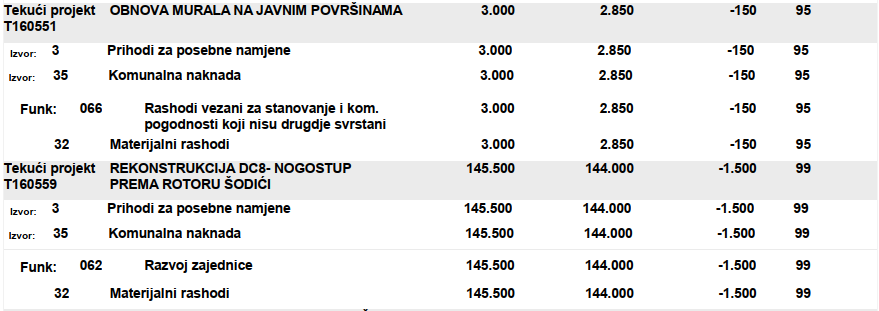 Tekući projekt OBNOVA MURALA NA JAVNIM POVRŠINAMA 3.000 2.850 -150 95
T160551
Izvor: 3 Prihodi za posebne namjene 3.000 2.850 -150 95
Izvor: 35 Komunalna naknada 3.000 2.850 -150 95
Funk: 066 Rashodi vezani za stanovanje i kom. 3.000 2.850 -150 95
pogodnosti koji nisu drugdje svrstani
32 Materijalni rashodi 3.000 2.850 -150 95
Tekući projekt REKONSTRUKCIJA DC8- NOGOSTUP 145.500 144.000 -1.500 99
T160559 PREMA ROTORU ŠODIĆI
Izvor: 3 Prihodi za posebne namjene 145.500 144.000 -1.500 99
Izvor: 35 Komunalna naknada 145.500 144.000 -1.500 99
Funk: 062 Razvoj zajednice 145.500 144.000 -1.500 99
32 Materijalni rashodi 145.500 144.000 -1.500 99